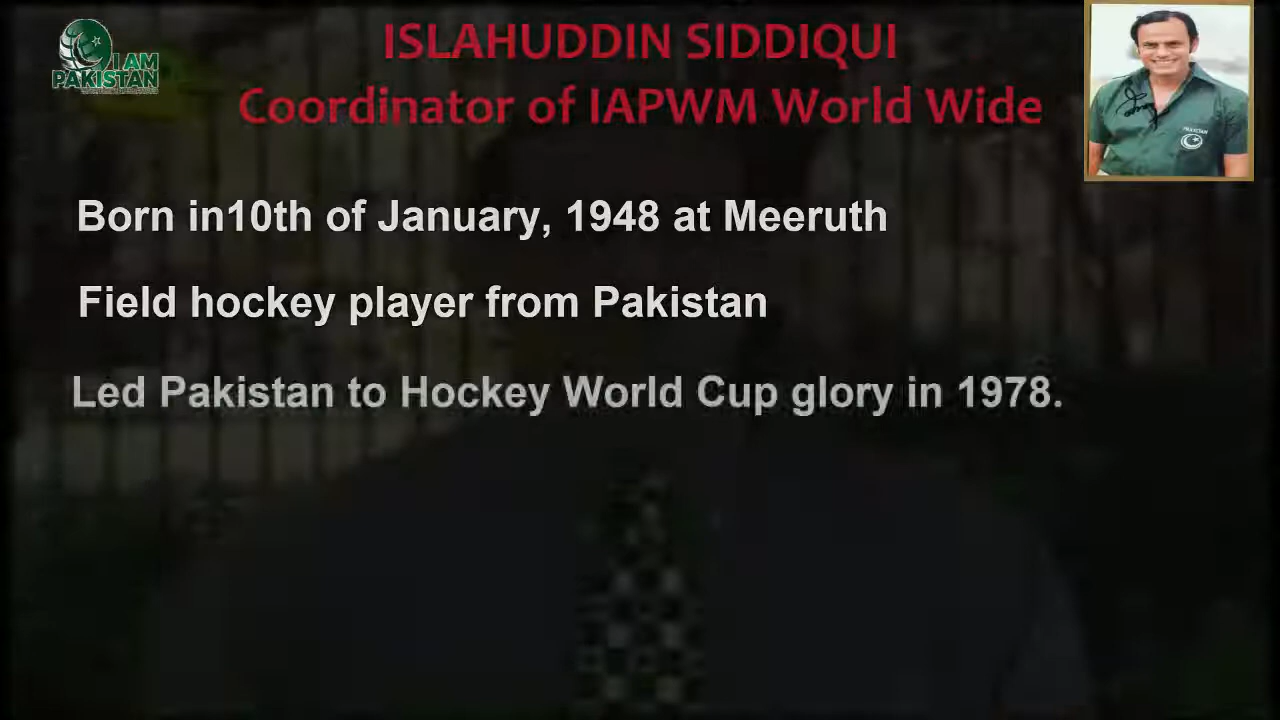 I AM
PAKISTAN
ISLAHUDDIN SIDDIQUI
Coordinator of IAPWM World Wide
PAKISTAN
Born in10th of January, 1948 at Meeruth
Field hockey player from Pakistan
Led Pakistan to Hockey World Cup glory in 1978.